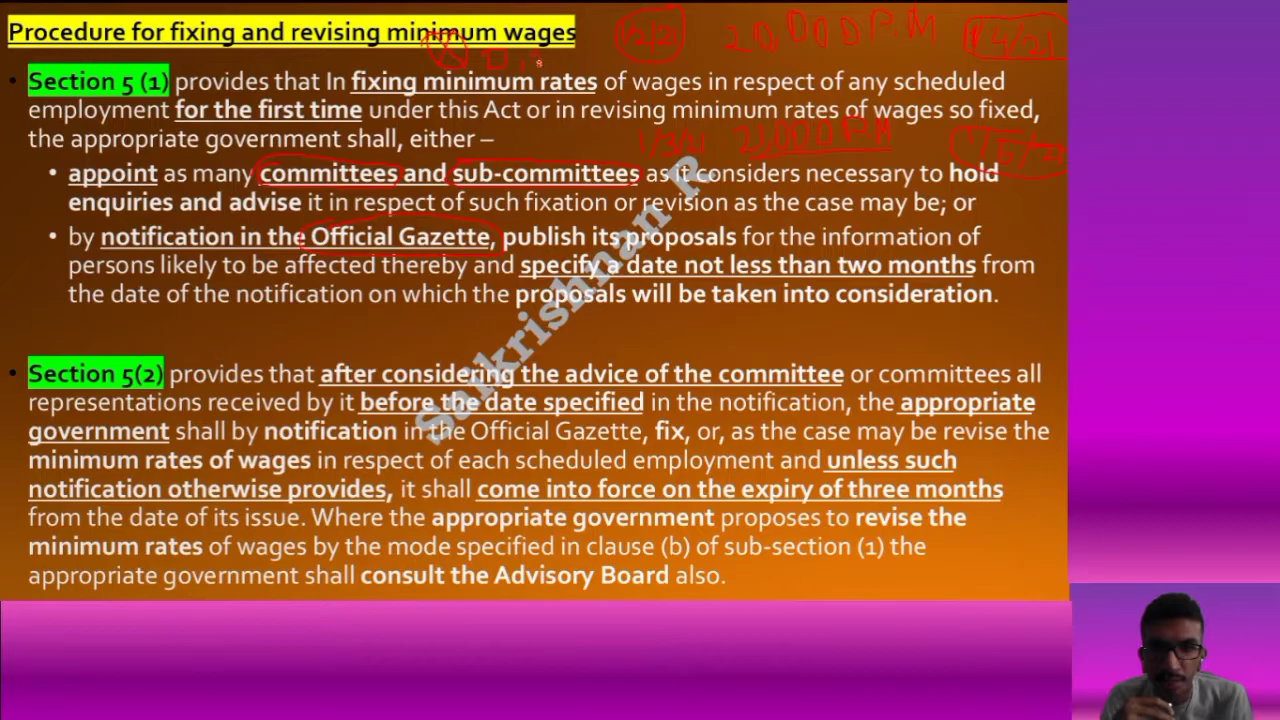 Procedure for fixing and revising minimum wages
20,000 P.M
• Section 5 (1) provides that In fixing minimum rates of wages in respect of any scheduled
employment for the first time under this Act or in revising minimum rates of wages so fixed,
the appropriate government shall, either –
1/3/21 21,000 P.M
• appoint as many committees and sub-committees as it considers necessary to hold
enquiries and advise it in respect of such fixation or revision as the case may be; or
• by notification in the Official Gazette, publish its proposals for the information of
persons likely to be affected thereby and specify a date not less than two months from
the date of the notification on which the proposals will be taken into consideration.
• Section 5(2) provides that after considering the advice of the committee or committees all
representations received by it before the date specified in the notification, the appropriate
government shall by notification in the Official Gazette, fix, or, as the case may be revise the
minimum rates of wages in respect of each scheduled employment and unless such
notification otherwise provides, it shall come into force on the expiry of three months
from the date of its issue. Where the appropriate government proposes to revise the
minimum rates of wages by the mode specified in clause (b) of sub-section (1) the
appropriate government shall consult the Advisory Board also.
Saikrishnan R